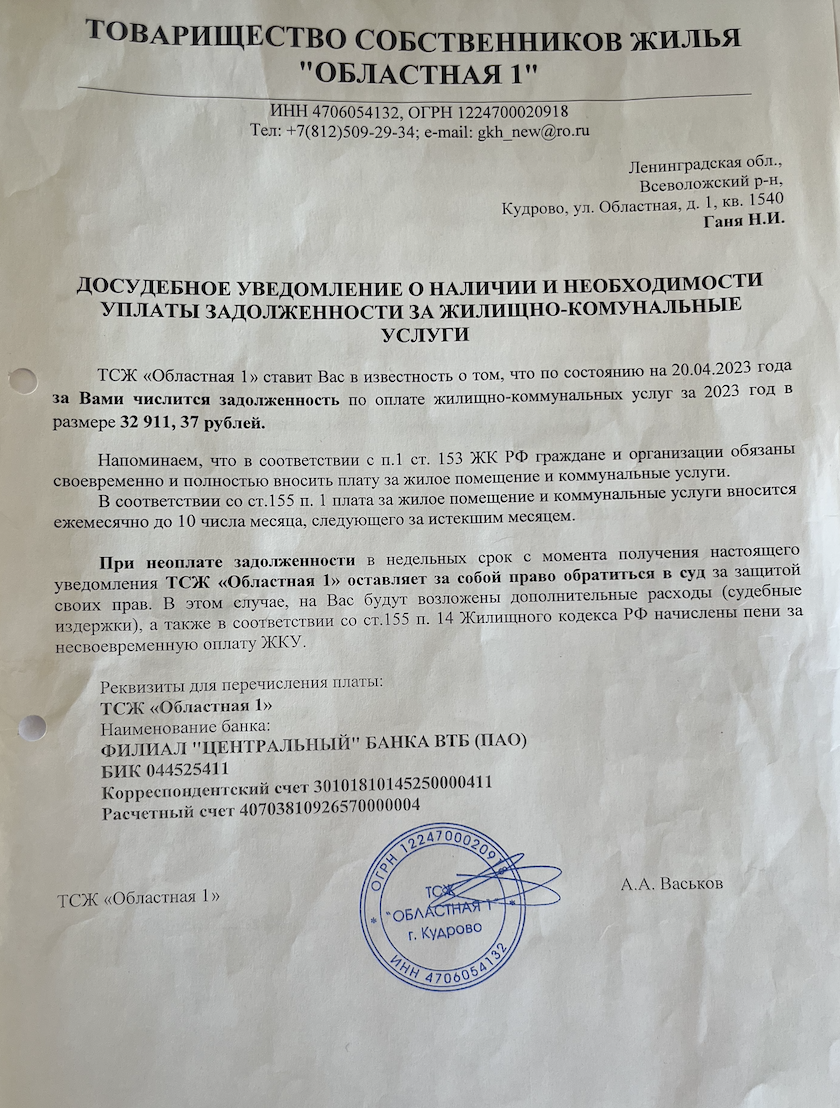 ТОВАРИЩЕСТВО СОБСТВЕННИКОВ ЖИЛЬЯ
"ОБЛАСТНАЯ 1"
ИНН 4706054132, ОГРН 1224700020918
Тел: +7(812)509-29-34; e-mail: gkh_new@ro.ru
Ленинградская обл.,
Всеволожский р-н,
Кудрово, ул. Областная, д. 1, кв. 1540
Ганя Н.И.
ДОСУДЕБНОЕ УВЕДОМЛЕНИЕ О НАЛИЧИИ И НЕОБХОДИМОСТИ
УПЛАТЫ ЗАДОЛЖЕННОСТИ ЗА ЖИЛИЩНО-КОМУНАЛЬНЫЕ
УСЛУГИ
ТСЖ «Областная 1» ставит Вас в известность о том, что по состоянию на 20.04.2023 года
за Вами числится задолженность по оплате жилищно-коммунальных услуг за 2023 год в
размере 32 911, 37 рублей.
Напоминаем, что в соответствии с п.1 ст. 153 ЖК РФ граждане и организации обязаны
своевременно и полностью вносить плату за жилое помещение и коммунальные услуги.
В соответствии со ст.155 п. 1 плата за жилое помещение и коммунальные услуги вносится
ежемесячно до 10 числа месяца, следующего за истекшим месяцем.
При неоплате задолженности в недельных срок с момента получения настоящего
уведомления ТСЖ «Областная 1» оставляет за собой право обратиться в суд за защитой
своих прав. В этом случае, на Вас будут возложены дополнительные расходы (судебные
издержки), а также в соответствии со ст.155 п. 14 Жилищного кодекса РФ начислены пени за
несвоевременную оплату ЖКУ.
Реквизиты для перечисления платы:
ТСЖ «Областная 1»
Наименование банка:
ФИЛИАЛ "ЦЕНТРАЛЬНЫЙ" БАНКА ВТБ (ПАО)
БИК 044525411
Корреспондентский счет 30101810145250000411
Расчетный счет 40703810926570000004
ТСЖ «Областная 1»
А.А. Васьков
ОГРН 1224700020918
ТСЖ
"ОБЛАСТНАЯ 1"
г. Кудрово
ИНН 4706054132